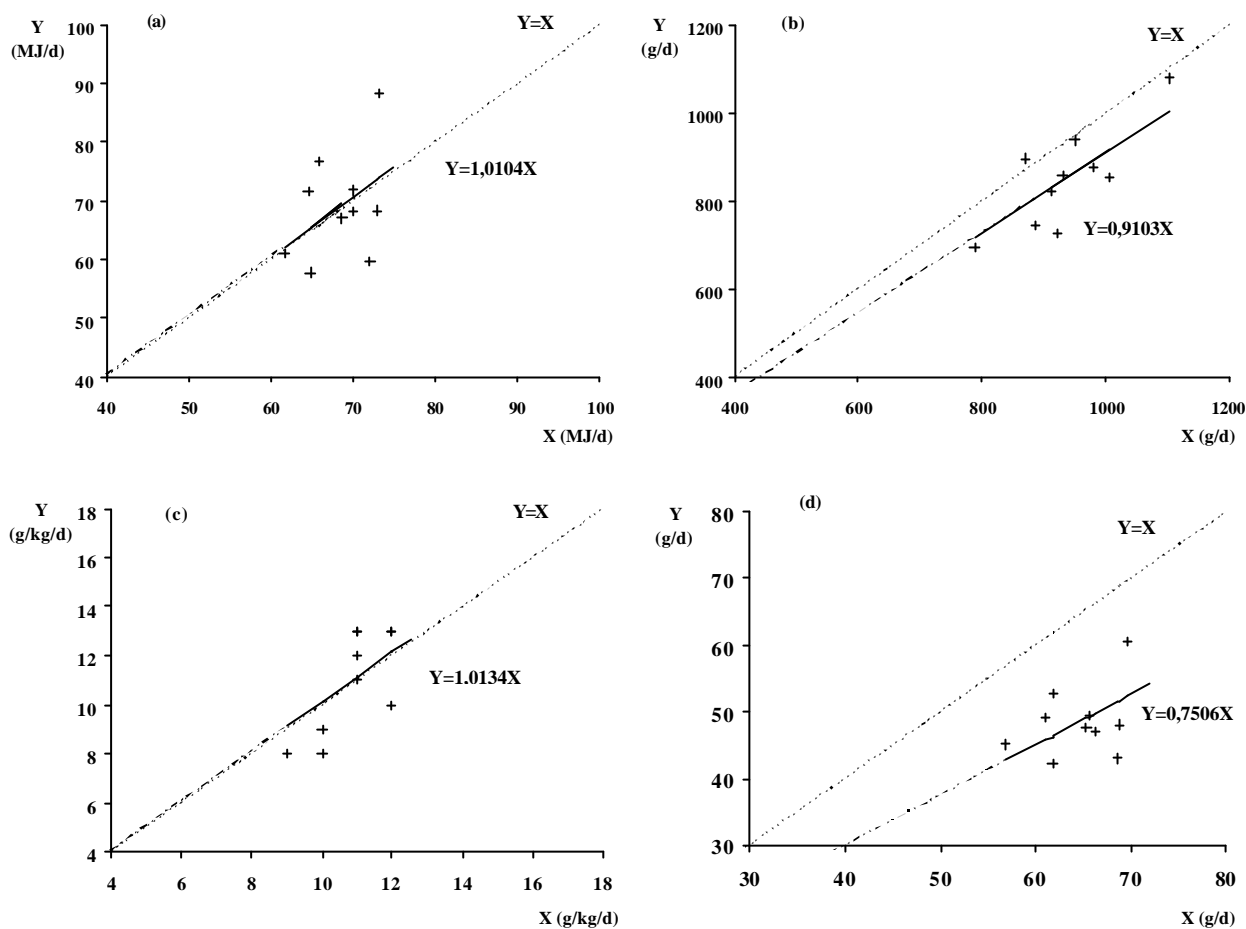 (a)
Y
(MJ/d)
Y=X
100
90
80
70
60
50
40
Y=1,0104X
40 50 60 70 80 90 100
X (MJ/d)
(b)
Y
(g/d)
Y=X
1200
1000
800
600
400
Y=0,9103X
400 600 800 1000 1200
X (g/d)
(c)
Y
(g/kg/d)
Y=X
18
16
14
12
10
8
6
4
Y=1,0134X
4 6 8 10 12 14 16 18
X (g/kg/d)
(d)
Y
(g/d)
Y=X
80
70
60
50
40
30
Y=0,7506X
30 40 50 60 70 80
X (g/d)